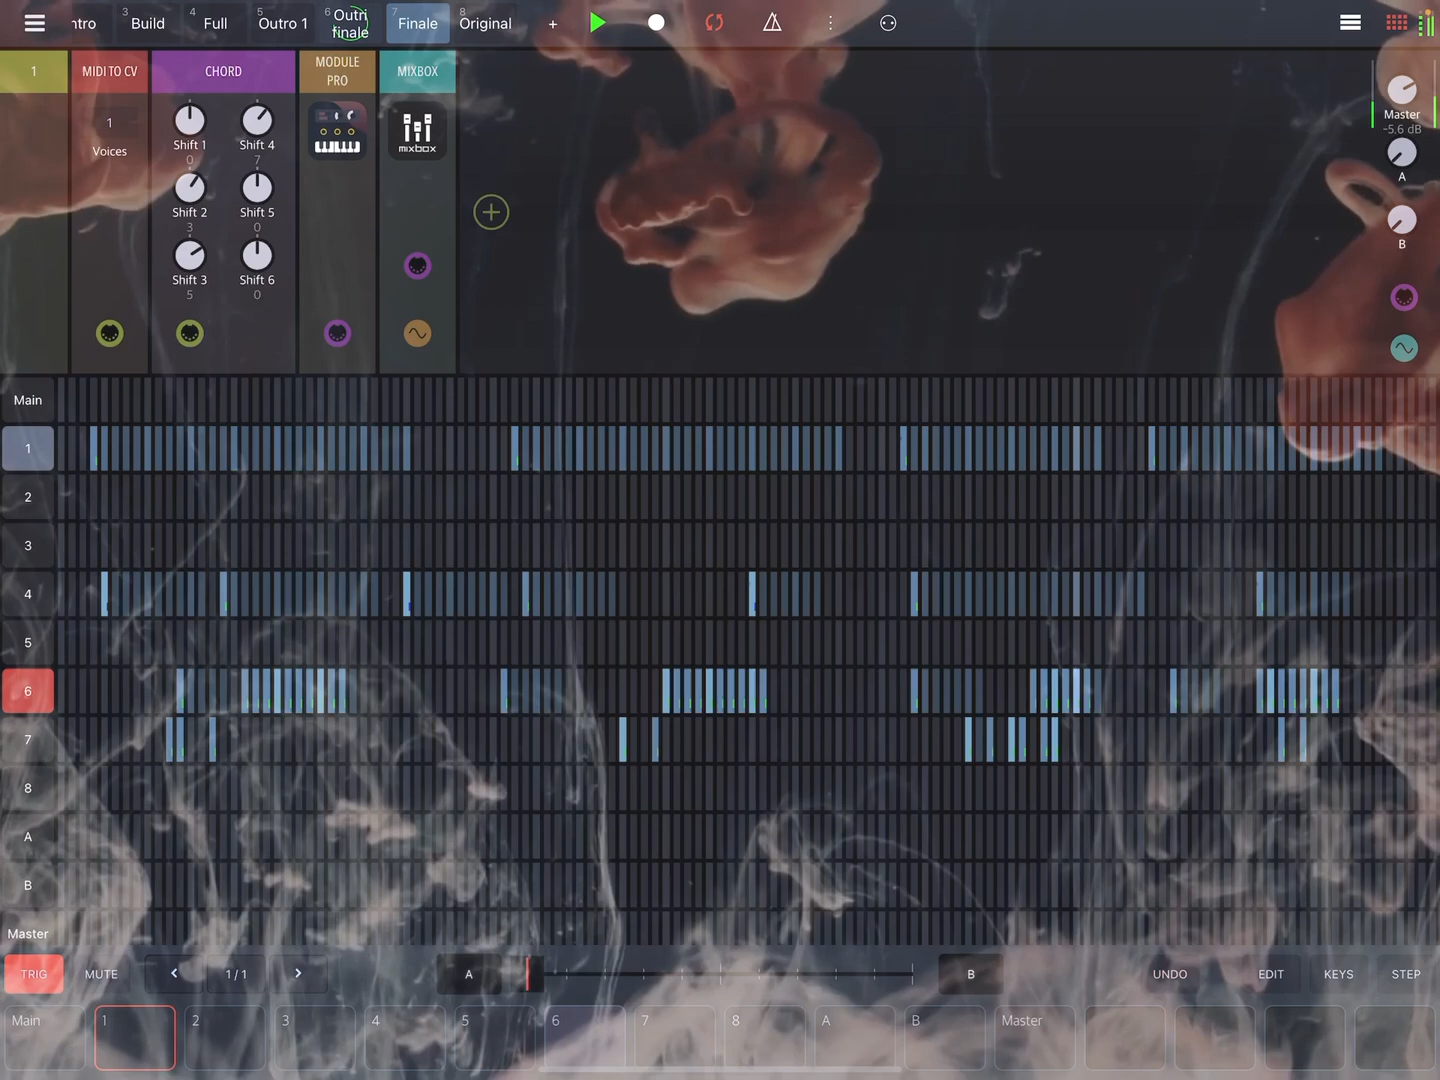 ntro
3
Build
4
Full
5
Outro 1
6
Outri
finale
7
Finale
8
Original
+
1
MIDI TO CV
CHORD
MODULE
PRO
MIXBOX
1
Voices
Shift 1
0
Shift 4
7
Shift 2
3
Shift 5
0
Shift 3
5
Shift 6
0
mixbox
Master
-5.6 dB
A
B
Main
1
2
3
4
5
6
7
8
A
B
Master
TRIG
MUTE
<
1 / 1
>
A
B
UNDO
EDIT
KEYS
STEP
Main
1
2
3
4
5
6
7
8
A
B
Master